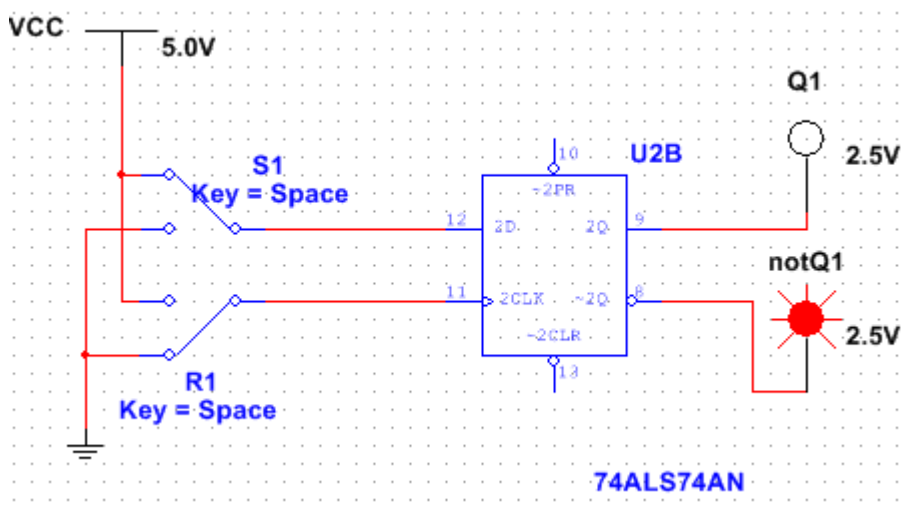 VCC
5.0V
Q1
2.5V
S1
Key = Space
10
U2B
~2PR
12
2D
2Q
9
notQ1
2.5V
11
2CLK
~2Q
8
~2CLR
13
R1
Key = Space
74ALS74AN